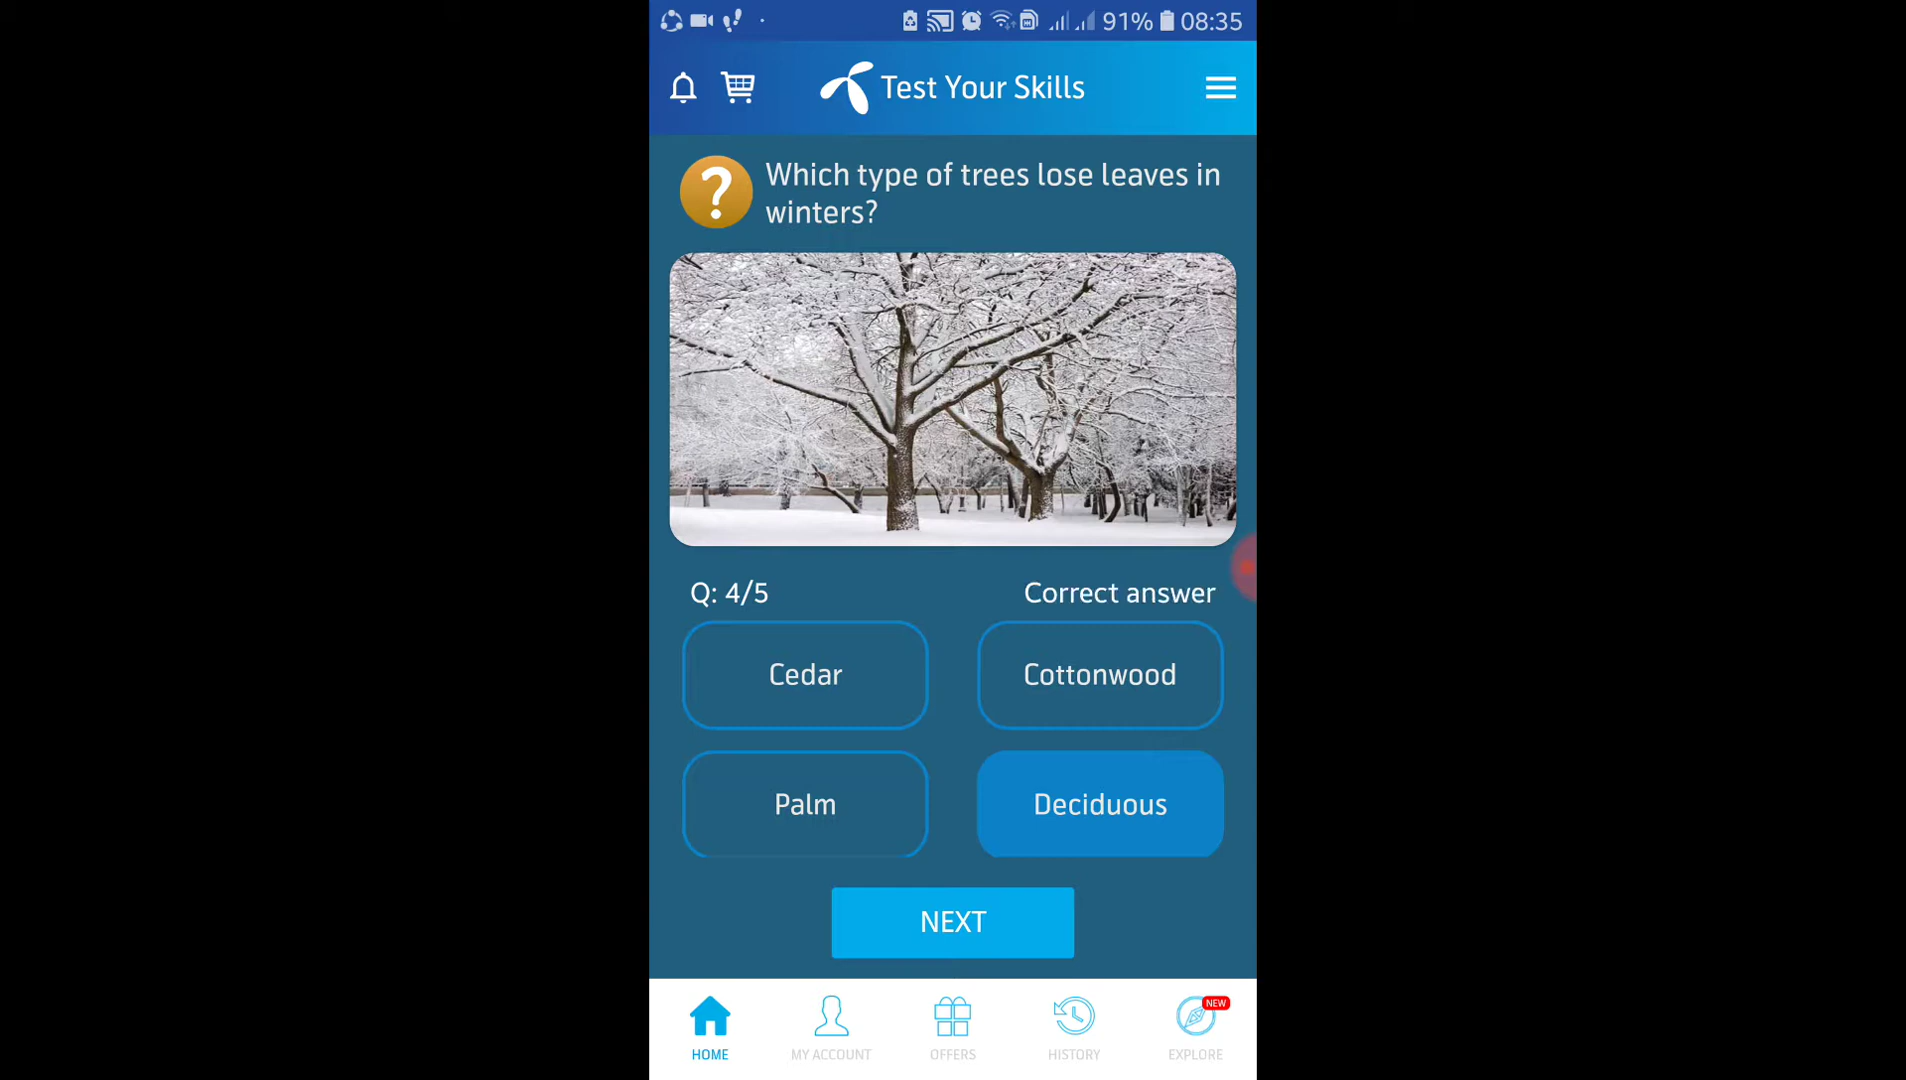 91% 08:35
Test Your Skills
Which type of trees lose leaves in
winters?
Q: 4/5 Correct answer
Cedar Cottonwood
Palm Deciduous
NEXT
NEW
HOME MY ACCOUNT OFFERS HISTORY EXPLORE